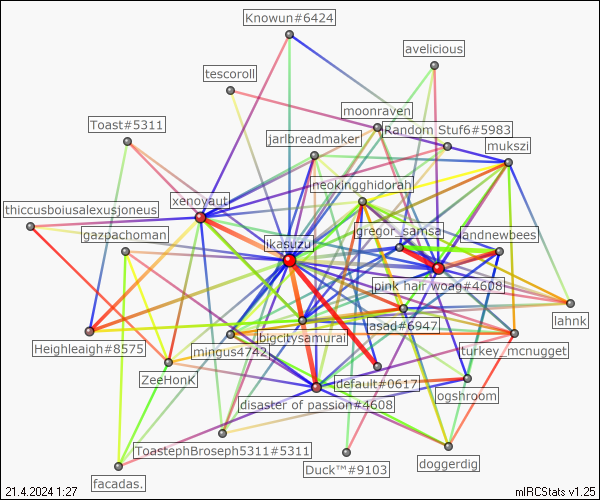 Knowun#6424
avelicious
tescoroll
moonraven
Toast#5311
Random Stuf6#5983
jarlbreadmaker
mukszi
neokingghidorah
xenovaut
thiccusboiusalexusjoneus
gregor_samsa
landnewbees
gazpachoman
ikasuzu
pink hair woag#4608
lahnk
bigcitysamurai
asad#6947
Heighleaigh#8575
mingus4742
turkey_mcnugget
ZeeHonK
default#0617
ogshroom
disaster of passion#4608
ToastephBroseph5311#5311
doggerdig
Duck™#9103
facadas.
21.4.2024 1:27
mIRCStats v1.25